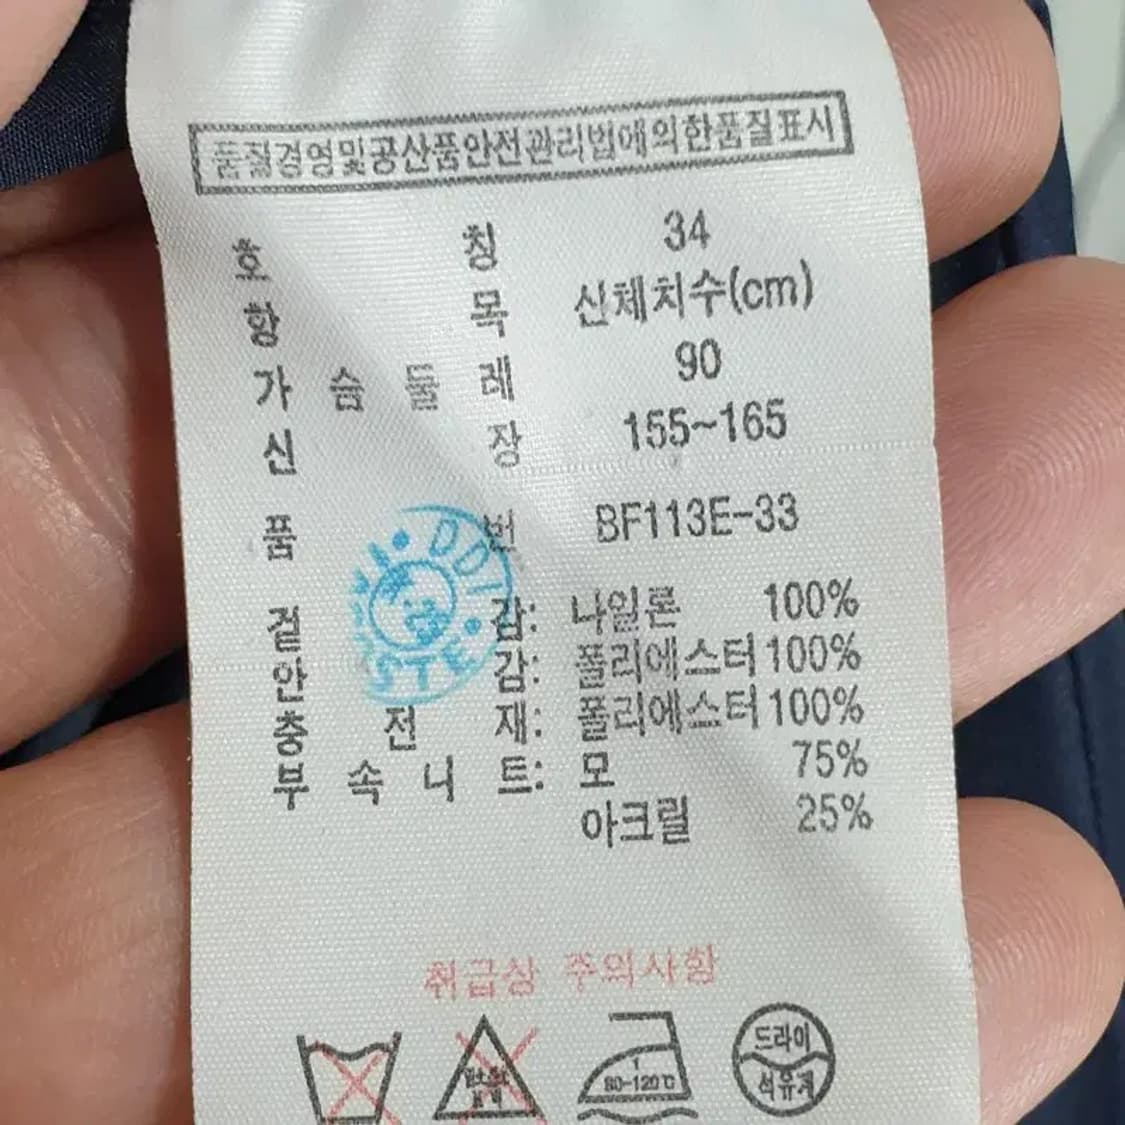 품질경영및공산품안전관리법에의한품질표시
호 칭 34
항 목 신체치수(cm)
가 슴 둘 레 90
신 장 155~165
품 번 BF113E-33
겉 감: 나일론 100%
안 감: 폴리에스터 100%
충 전 재: 폴리에스터 100%
부 속 니 트: 모 75%
아크릴 25%
취급상 주의사항
1
80-120℃
드라이
석유계